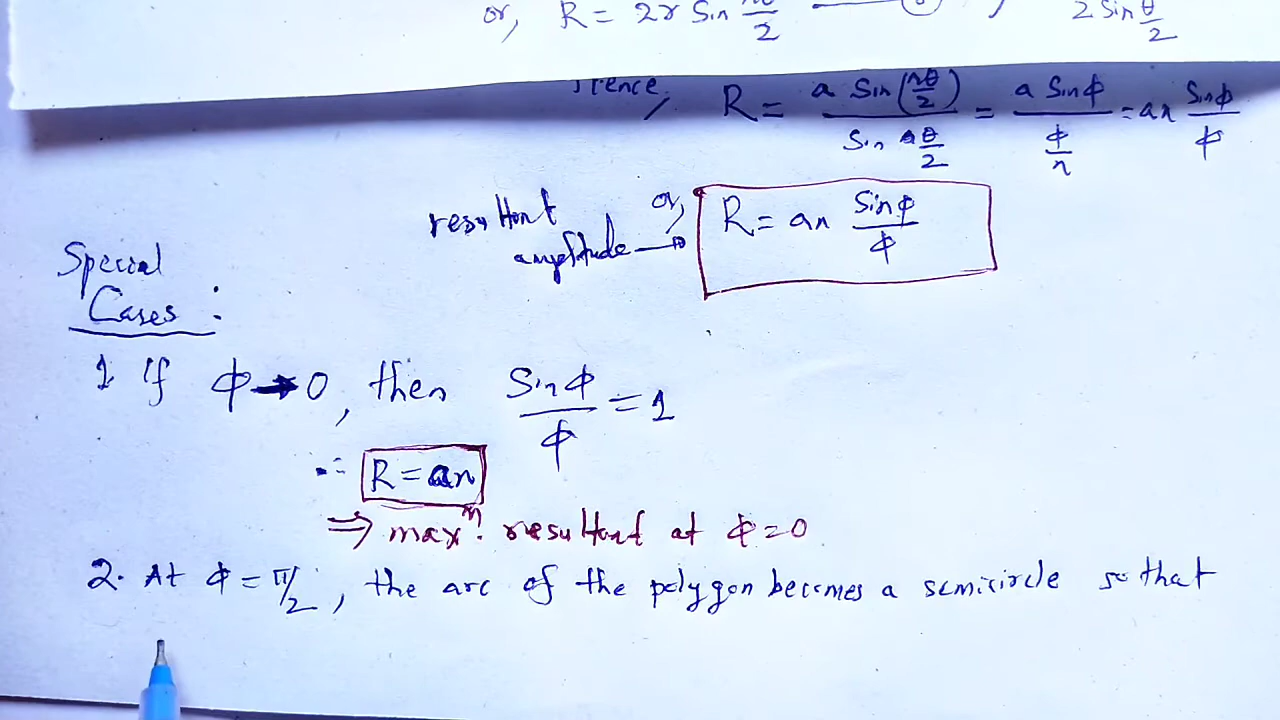 or, R = 2r Sin nθ/2 2 Sin θ/2
Hence, R = a Sin(nθ/2) / Sin θ/2 = a Sinϕ / ϕ/n = an Sinϕ/ϕ
resultant amplitude → or, R = an Sinϕ/ϕ
Special
Cases :
1 If ϕ → 0, then Sinϕ/ϕ = 1
∴ R = an
⇒ maxᵐ. resultant at ϕ = 0
2. At ϕ = π/2, the arc of the polygon becomes a semicircle so that